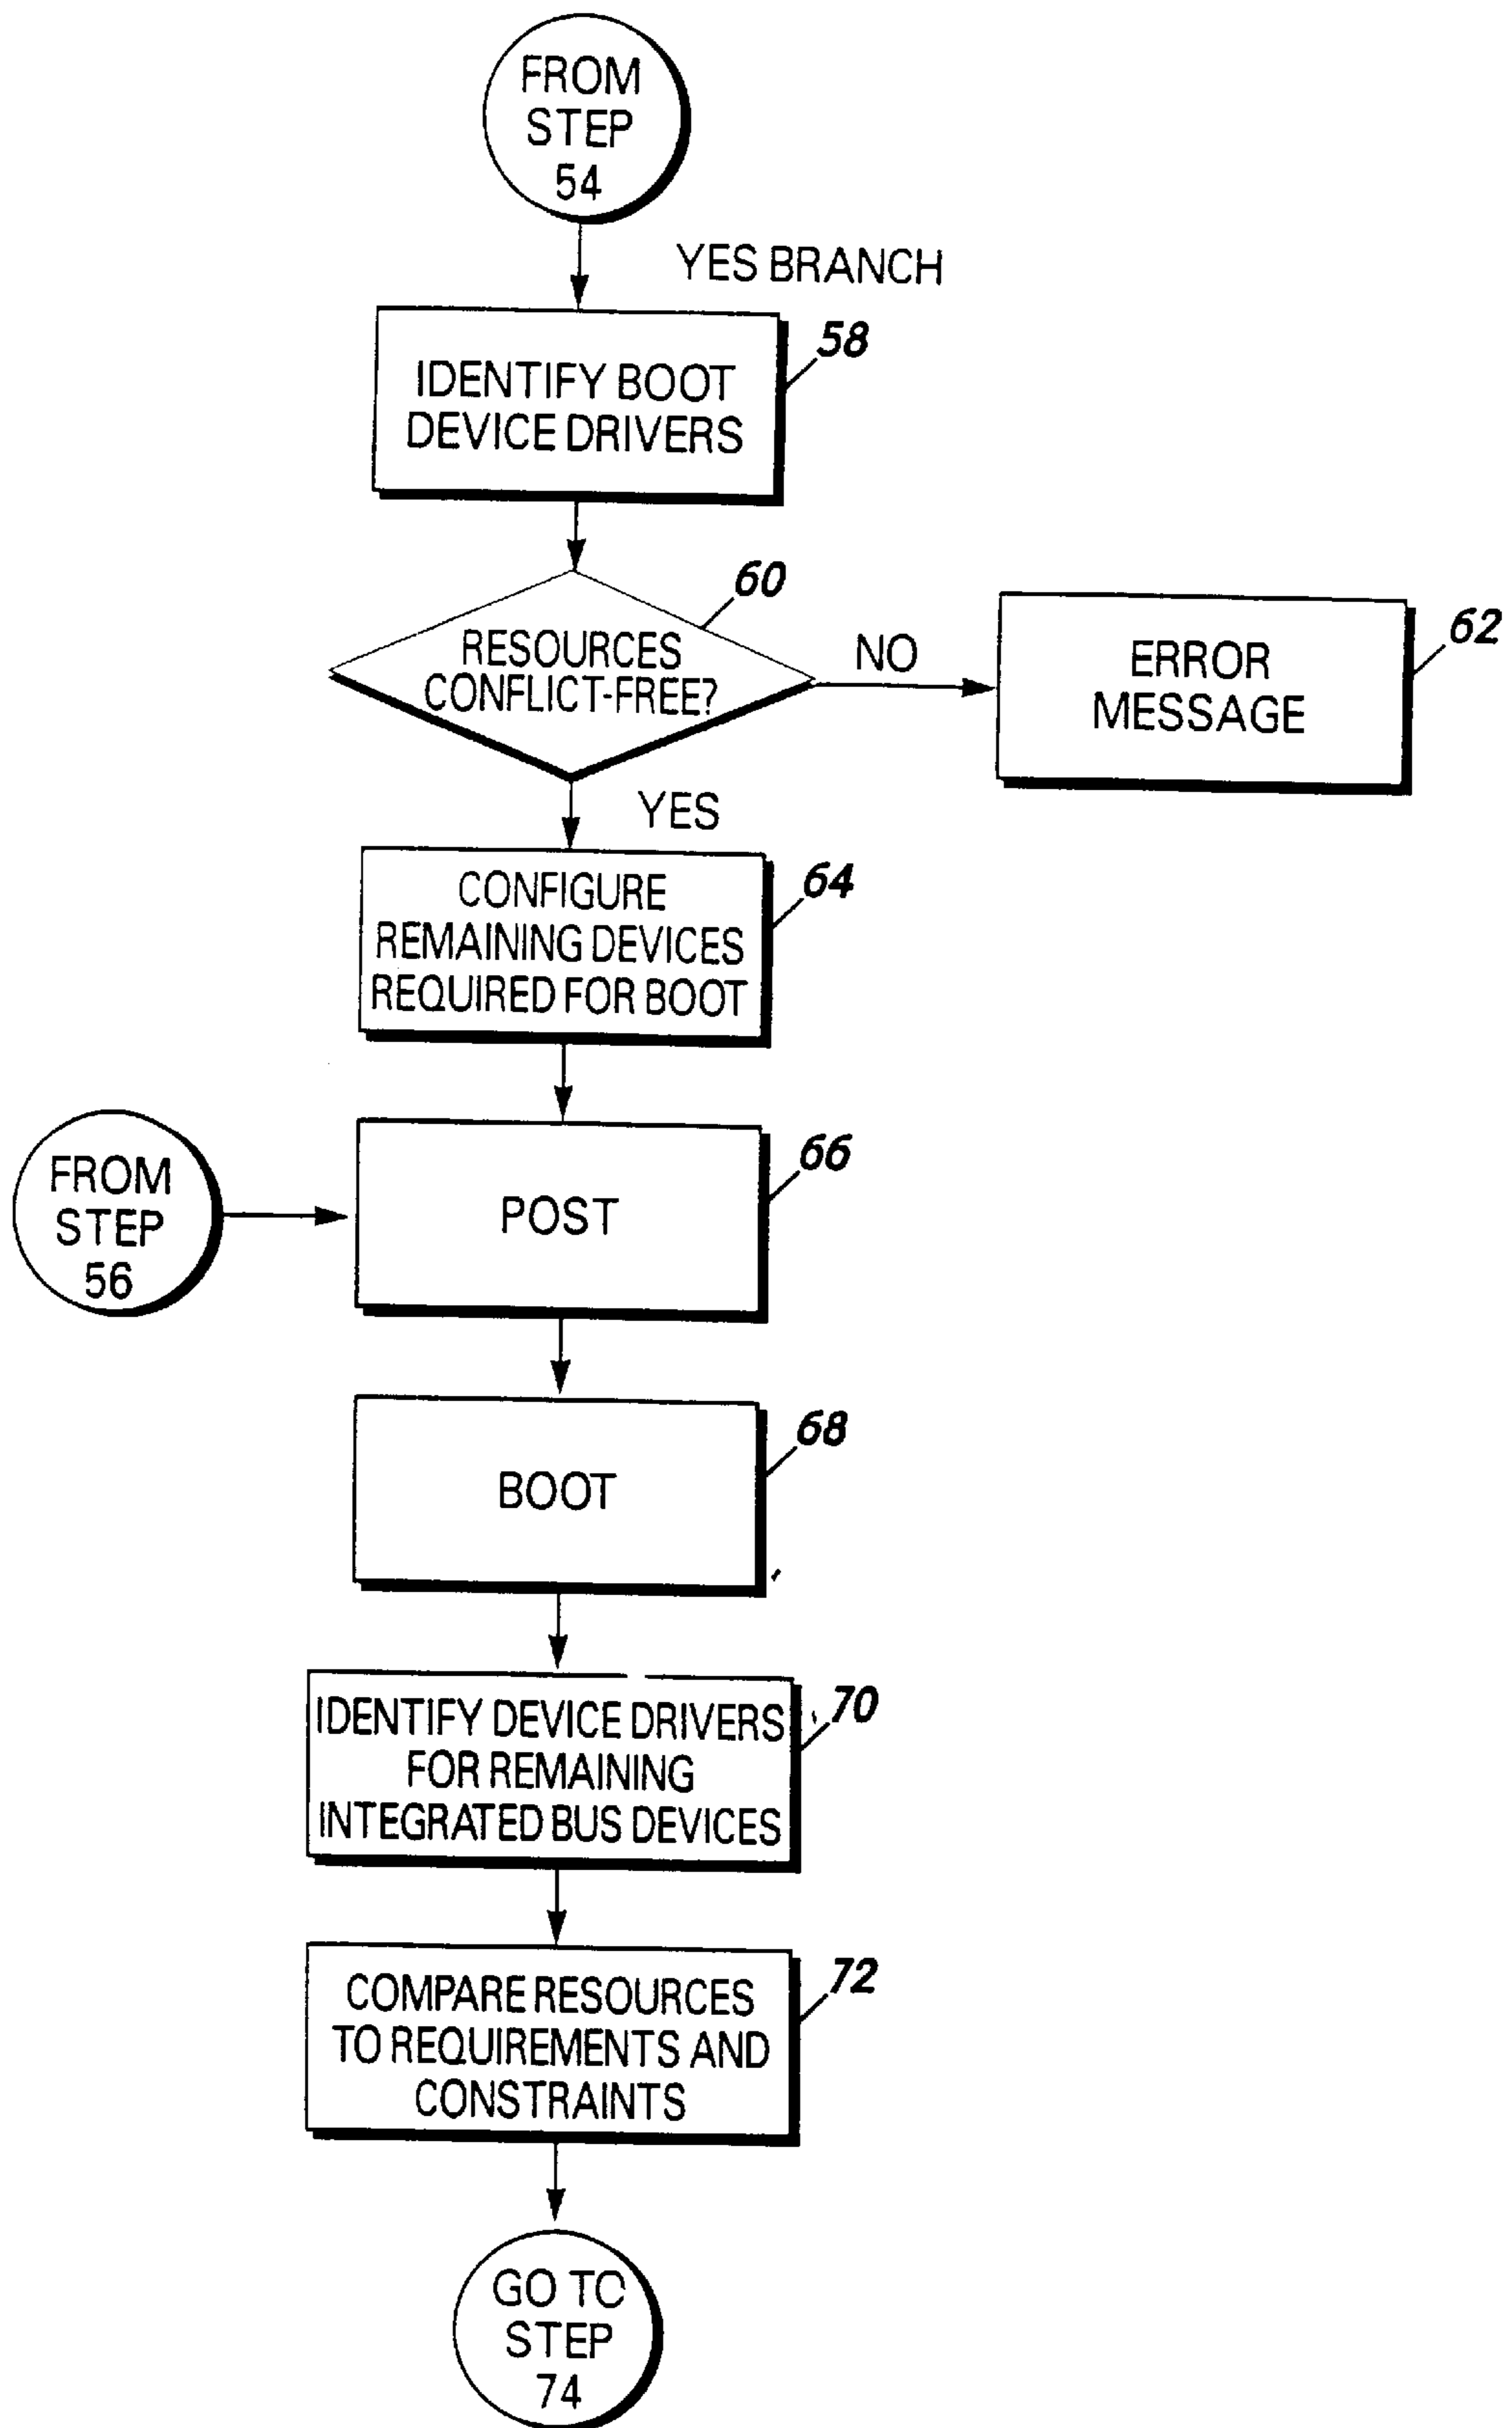 FROM
STEP
54
YES BRANCH
58
IDENTIFY BOOT
DEVICE DRIVERS
60
RESOURCES
CONFLICT-FREE?
NO
62
ERROR
MESSAGE
YES
64
CONFIGURE
REMAINING DEVICES
REQUIRED FOR BOOT
66
FROM
STEP
56
POST
68
BOOT
70
IDENTIFY DEVICE DRIVERS
FOR REMAINING
INTEGRATED BUS DEVICES
72
COMPARE RESOURCES
TO REQUIREMENTS AND
CONSTRAINTS
GO TO
STEP
74